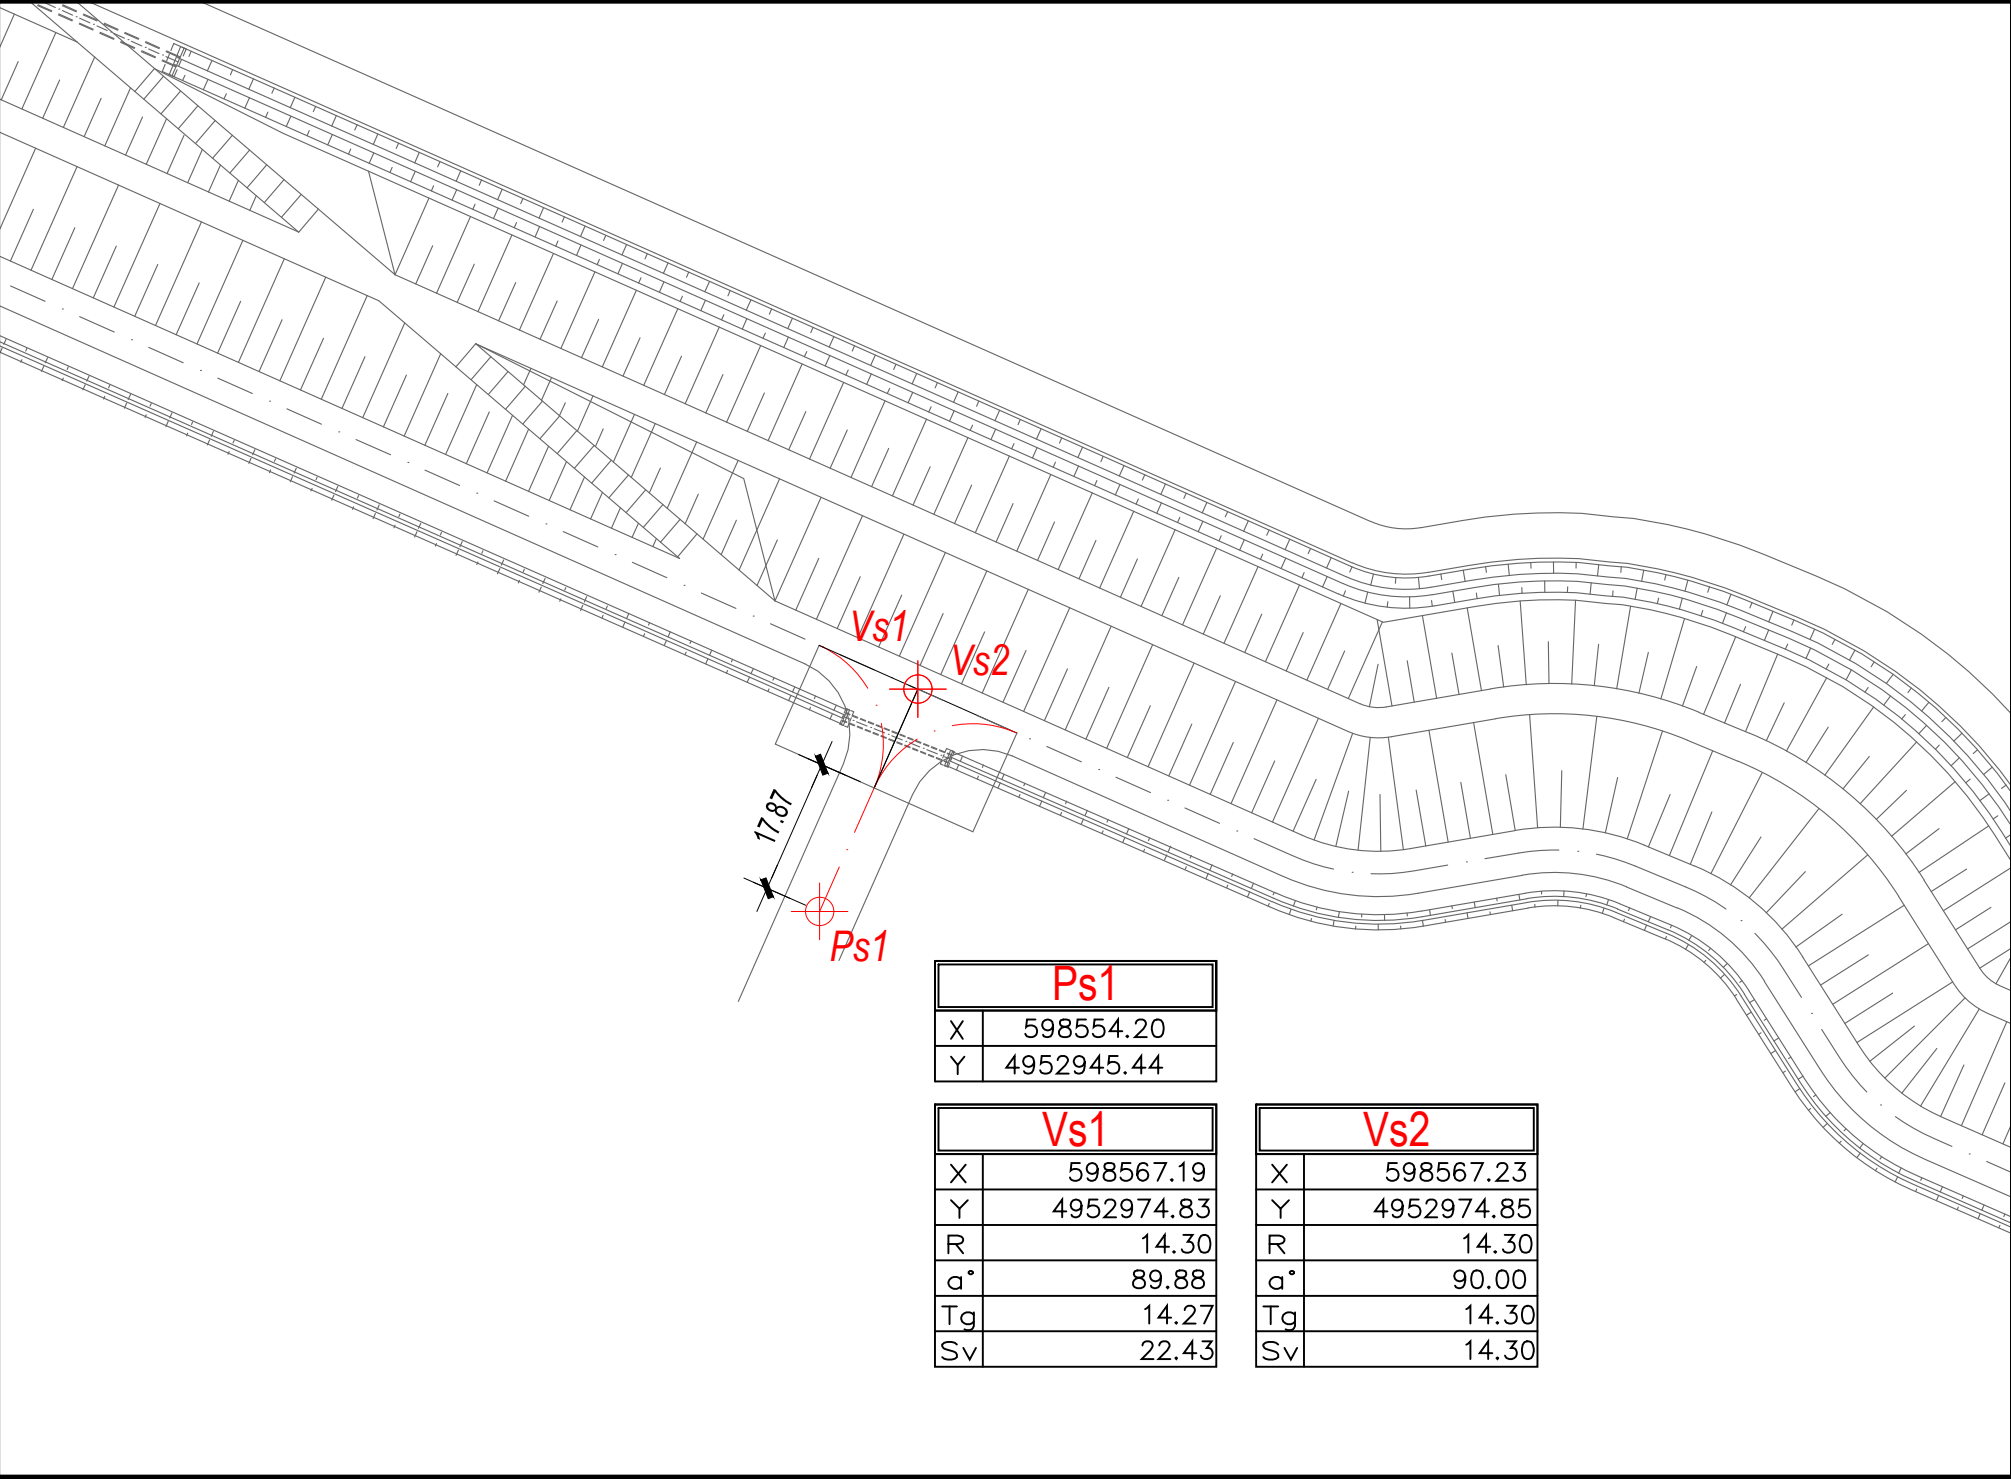 Vs1
Vs2
17.87
Ps1
Ps1
X 598554.20
Y 4952945.44
Vs1
X 598567.19
Y 4952974.83
R 14.30
a° 89.88
Tg 14.27
Sv 22.43
Vs2
X 598567.23
Y 4952974.85
R 14.30
a° 90.00
Tg 14.30
Sv 14.30